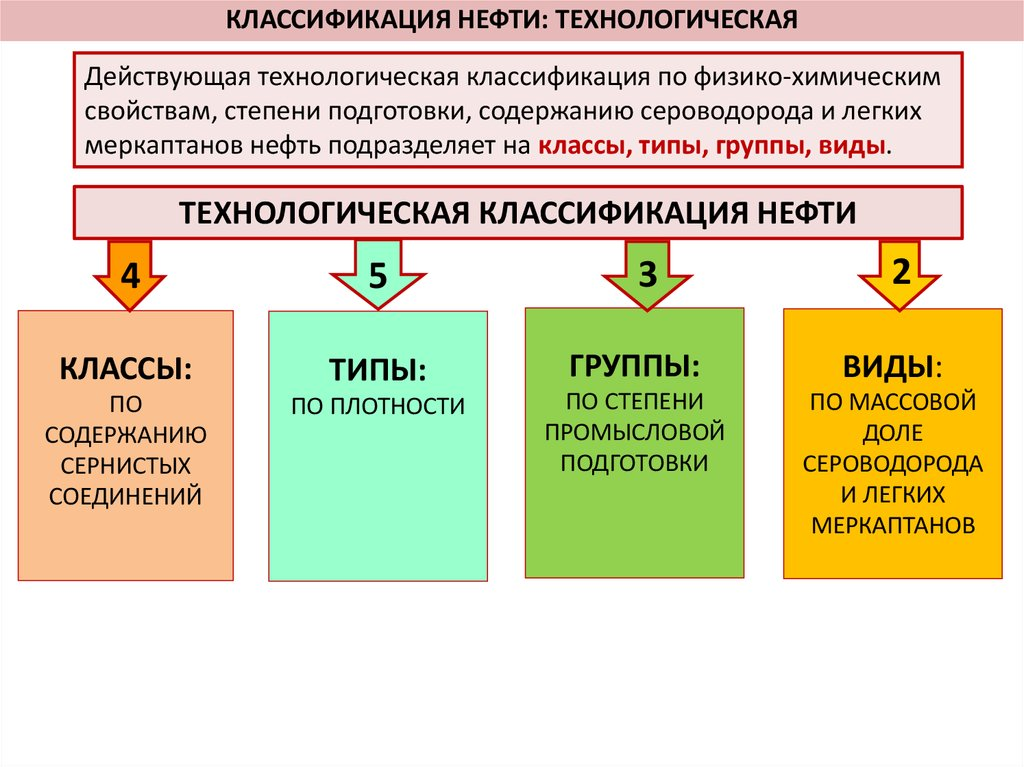 КЛАССИФИКАЦИЯ НЕФТИ: ТЕХНОЛОГИЧЕСКАЯ
Действующая технологическая классификация по физико-химическим
свойствам, степени подготовки, содержанию сероводорода и легких
меркаптанов нефть подразделяет на классы, типы, группы, виды.
ТЕХНОЛОГИЧЕСКАЯ КЛАССИФИКАЦИЯ НЕФТИ
4
КЛАССЫ:
ПО
СОДЕРЖАНИЮ
СЕРНИСТЫХ
СОЕДИНЕНИЙ
5
ТИПЫ:
ПО ПЛОТНОСТИ
3
ГРУППЫ:
ПО СТЕПЕНИ
ПРОМЫСЛОВОЙ
ПОДГОТОВКИ
2
ВИДЫ:
ПО МАССОВОЙ
ДОЛЕ
СЕРОВОДОРОДА
И ЛЕГКИХ
МЕРКАПТАНОВ